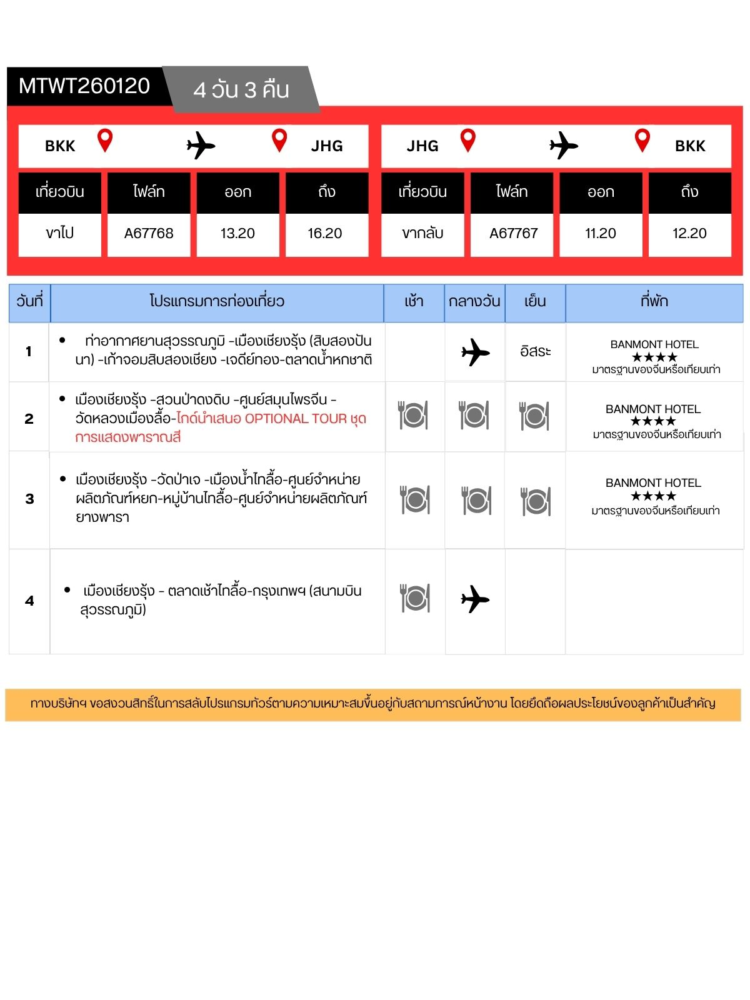 MTWT260120
4 วัน 3 คืน
BKK JHG JHG BKK
เที่ยวบิน ไฟล์ท ออก ถึง เที่ยวบิน ไฟล์ท ออก ถึง
ขาไป A67768 13.20 16.20 ขากลับ A67767 11.20 12.20
วันที่ โปรแกรมการท่องเที่ยว เช้า กลางวัน เย็น ที่พัก
1
• ท่าอากาศยานสุวรรณภูมิ -เมืองเชียงรุ้ง (สิบสองปัน
นา) -เก้าจอมสิบสองเชียง -เจดีย์ทอง-ตลาดน้ำหกชาติ
อิสระ
BANMONT HOTEL
★★★★
มาตรฐานของจีนหรือเทียบเท่า
2
• เมืองเชียงรุ้ง -สวนป่าดงดิบ -ศูนย์สมุนไพรจีน -
วัดหลวงเมืองลื้อ-ไกด์นำเสนอ OPTIONAL TOUR ชุด
การแสดงพาราณสี
BANMONT HOTEL
★★★★
มาตรฐานของจีนหรือเทียบเท่า
3
• เมืองเชียงรุ้ง -วัดป่าเจ -เมืองน้ำไทลื้อ-ศูนย์จำหน่าย
ผลิตภัณฑ์หยก-หมู่บ้านไทลื้อ-ศูนย์จำหน่ายผลิตภัณฑ์
ยางพารา
BANMONT HOTEL
★★★★
มาตรฐานของจีนหรือเทียบเท่า
4
• เมืองเชียงรุ้ง - ตลาดเช้าไทลื้อ-กรุงเทพฯ (สนามบิน
สุวรรณภูมิ)
ทางบริษัทฯ ขอสงวนสิทธิ์ในการสลับโปรแกรมทัวร์ตามความเหมาะสมขึ้นอยู่กับสถานการณ์หน้างาน โดยยึดถือผลประโยชน์ของลูกค้าเป็นสำคัญ